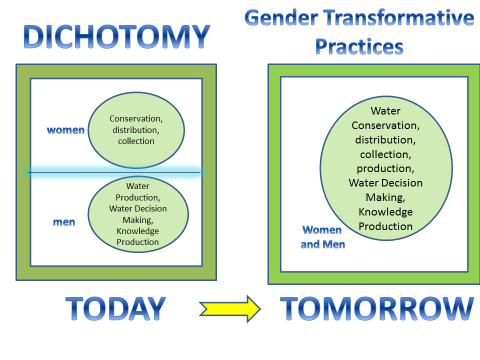 DICHOTOMY
women
Conservation,
distribution,
collection
men
Water
Production,
Water Decision
Making,
Knowledge
Production
TODAY
Gender Transformative
Practices
Water
Conservation,
distribution,
collection,
production,
Water Decision
Making,
Knowledge
Production
Women
and Men
TOMORROW